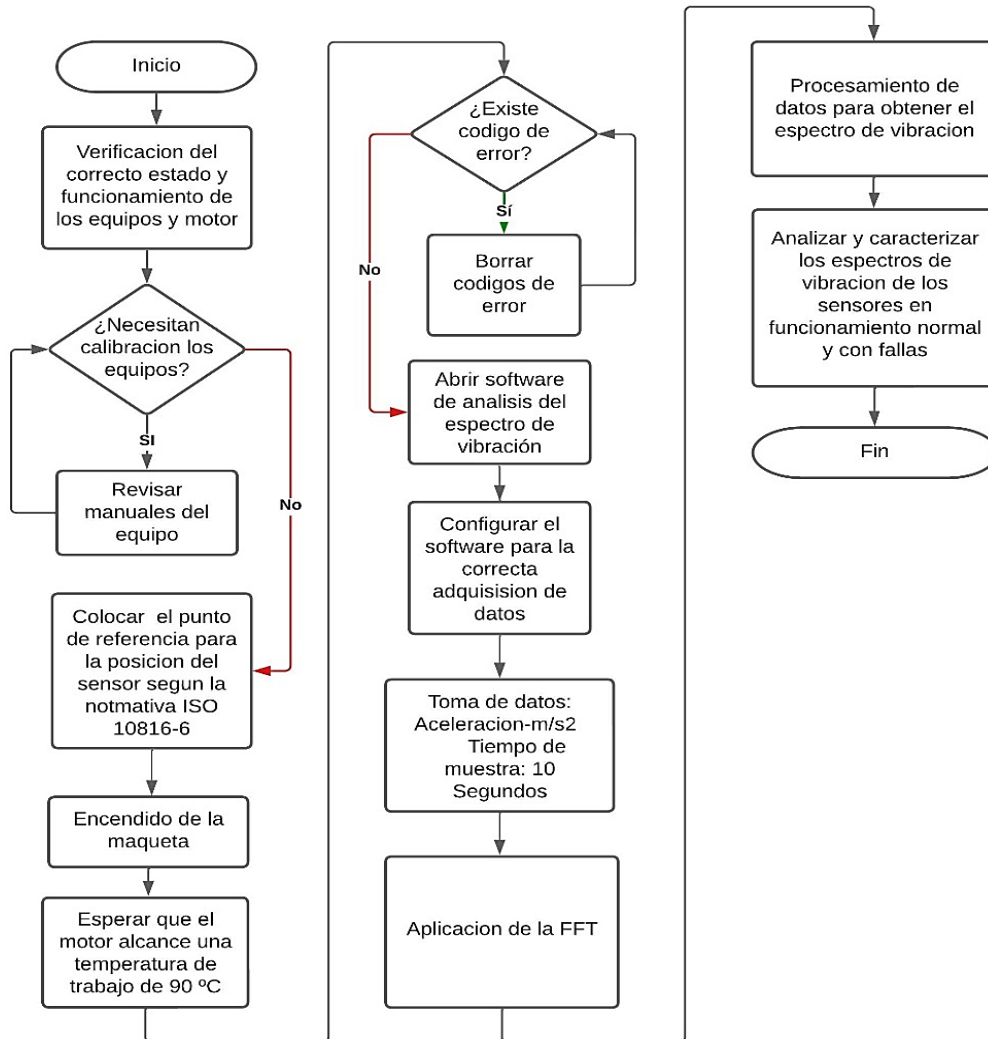 Inicio
Verificacion del
correcto estado y
funcionamiento de
los equipos y motor
¿Necesitan
calibracion los
equipos?
SI
No
Revisar
manuales del
equipo
Colocar el punto
de referencia para
la posicion del
sensor segun la
notmativa ISO
10816-6
Encendido de la
maqueta
Esperar que el
motor alcance una
temperatura de
trabajo de 90 ºC
¿Existe
codigo de
error?
Sí
No
Borrar
codigos de
error
Abrir software
de analisis del
espectro de
vibración
Configurar el
software para la
correcta
adquisision de
datos
Toma de datos:
Aceleracion-m/s2
Tiempo de
muestra: 10
Segundos
Aplicacion de la FFT
Procesamiento de
datos para obtener el
espectro de vibracion
Analizar y caracterizar
los espectros de
vibracion de los
sensores en
funcionamiento normal
y con fallas
Fin